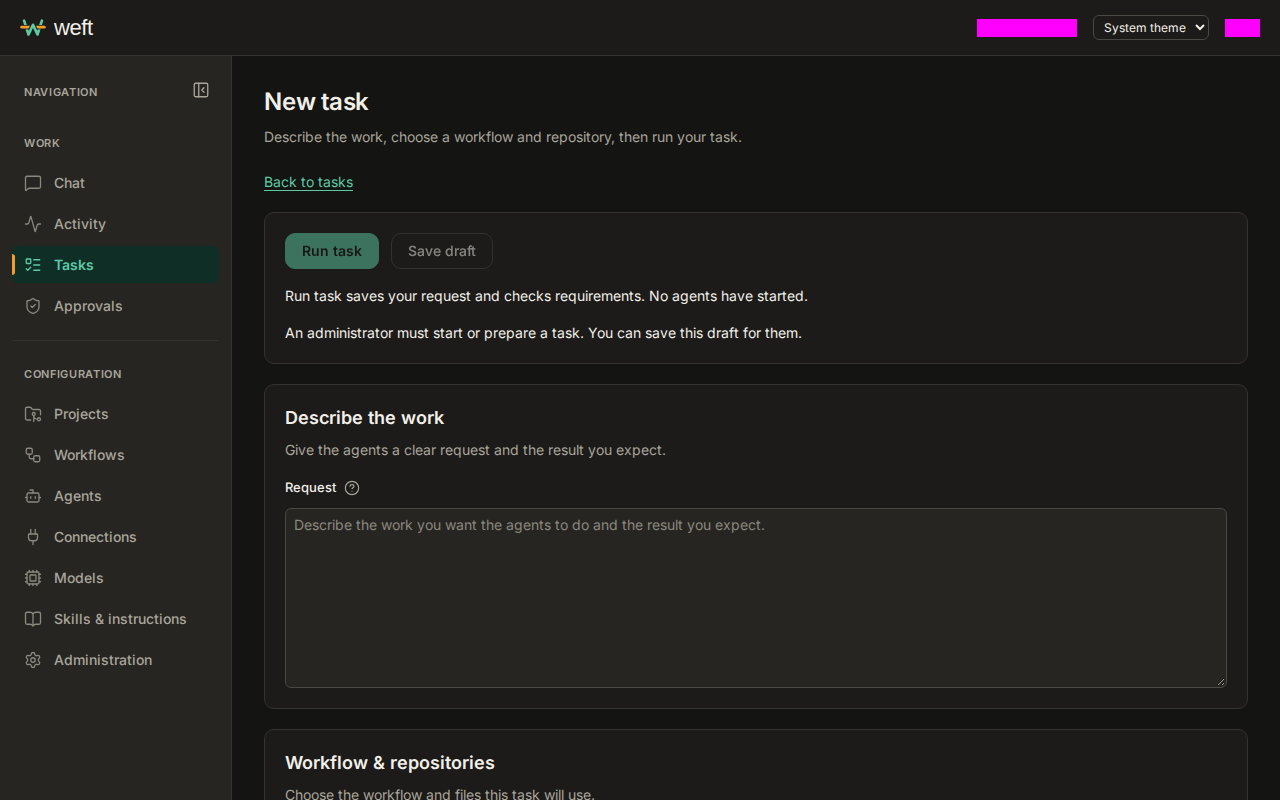 weft
System theme
NAVIGATION
WORK
Chat
Activity
Tasks
Approvals
CONFIGURATION
Projects
Workflows
Agents
Connections
Models
Skills & instructions
Administration
New task
Describe the work, choose a workflow and repository, then run your task.
Back to tasks
Run task
Save draft
Run task saves your request and checks requirements. No agents have started.
An administrator must start or prepare a task. You can save this draft for them.
Describe the work
Give the agents a clear request and the result you expect.
Request
Describe the work you want the agents to do and the result you expect.
Workflow & repositories
Choose the workflow and files this task will use.